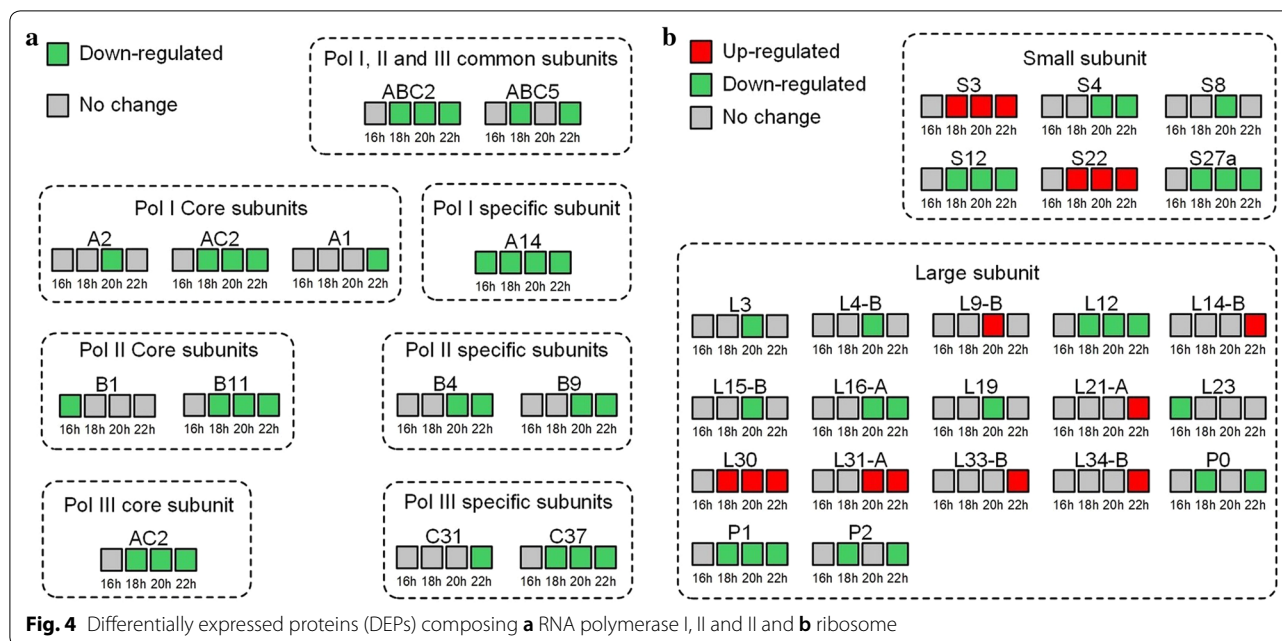 a
Down-regulated
No change
Pol I, II and III common subunits
ABC2 ABC5
16h 18h 20h 22h 16h 18h 20h 22h
Pol I Core subunits
A2 AC2 A1
16h 18h 20h 22h 16h 18h 20h 22h 16h 18h 20h 22h
Pol I specific subunit
A14
16h 18h 20h 22h
Pol II Core subunits
B1 B11
16h 18h 20h 22h 16h 18h 20h 22h
Pol II specific subunits
B4 B9
16h 18h 20h 22h 16h 18h 20h 22h
Pol III core subunit
AC2
16h 18h 20h 22h
Pol III specific subunits
C31 C37
16h 18h 20h 22h 16h 18h 20h 22h
b
Up-regulated
Down-regulated
No change
Small subunit
S3 S4 S8
16h 18h 20h 22h 16h 18h 20h 22h 16h 18h 20h 22h
S12 S22 S27a
16h 18h 20h 22h 16h 18h 20h 22h 16h 18h 20h 22h
Large subunit
L3 L4-B L9-B L12 L14-B
16h 18h 20h 22h 16h 18h 20h 22h 16h 18h 20h 22h 16h 18h 20h 22h 16h 18h 20h 22h
L15-B L16-A L19 L21-A L23
16h 18h 20h 22h 16h 18h 20h 22h 16h 18h 20h 22h 16h 18h 20h 22h 16h 18h 20h 22h
L30 L31-A L33-B L34-B P0
16h 18h 20h 22h 16h 18h 20h 22h 16h 18h 20h 22h 16h 18h 20h 22h 16h 18h 20h 22h
P1 P2
16h 18h 20h 22h 16h 18h 20h 22h
Fig. 4 Differentially expressed proteins (DEPs) composing a RNA polymerase I, II and II and b ribosome